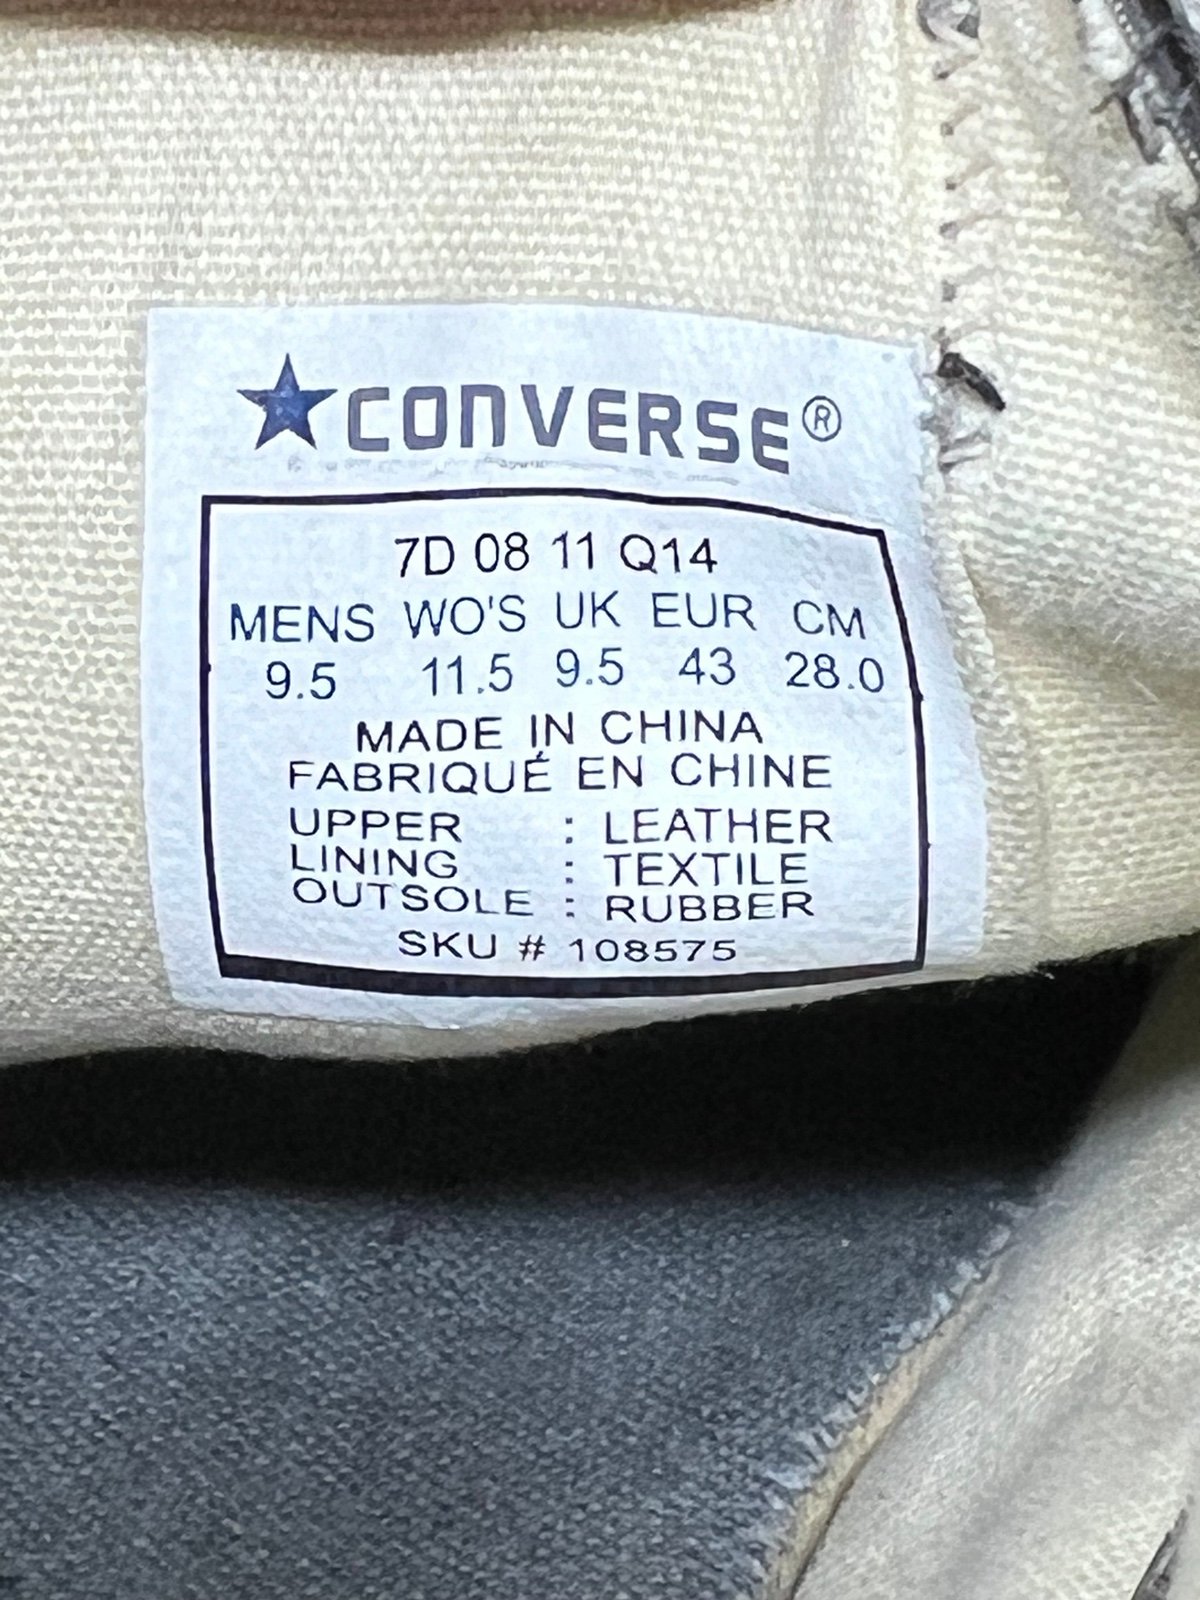 ★CONVERSE®
7D 08 11 Q14
MENS WO'S UK EUR CM
9.5 11.5 9.5 43 28.0
MADE IN CHINA
FABRIQUÉ EN CHINE
UPPER : LEATHER
LINING : TEXTILE
OUTSOLE : RUBBER
SKU # 108575